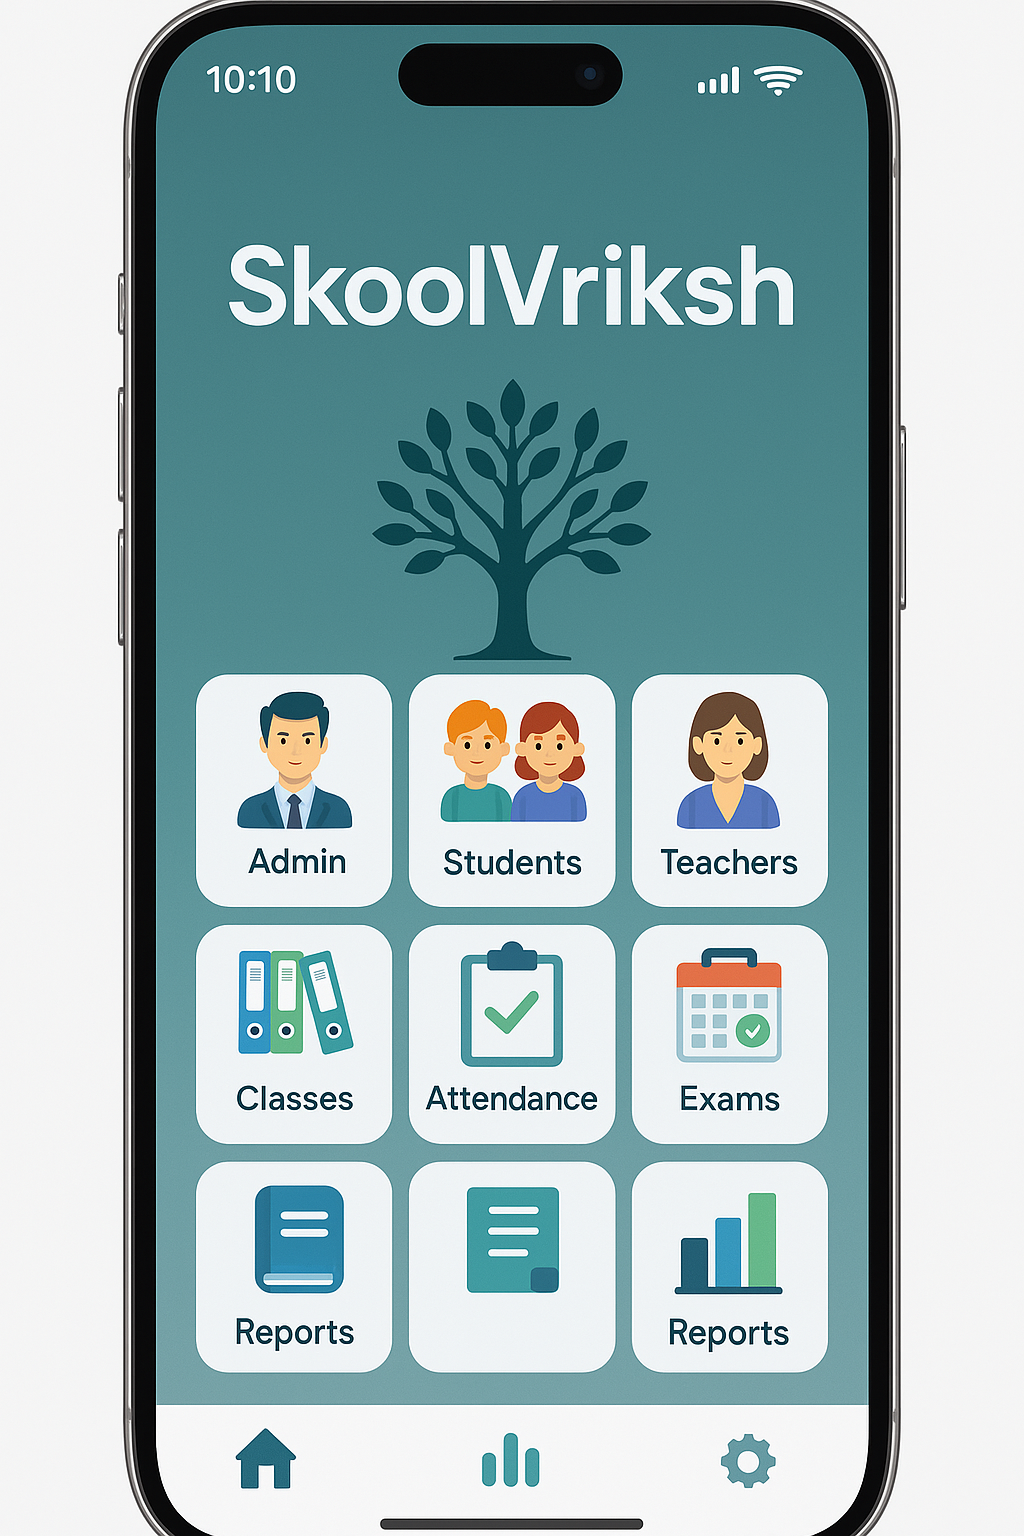 10:10
SkoolVriksh
Admin
Students
Teachers
Classes
Attendance
Exams
Reports
Reports